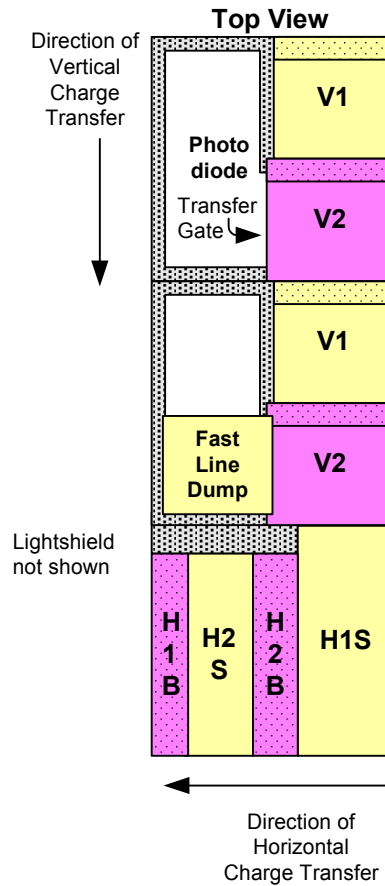 Top View
Direction of
Vertical
Charge
Transfer
V1
Photo
diode
Transfer
Gate
V2
V1
Fast
Line
Dump
V2
Lightshield
not shown
H
1
B
H2
S
H
2
B
H1S
Direction of
Horizontal
Charge Transfer